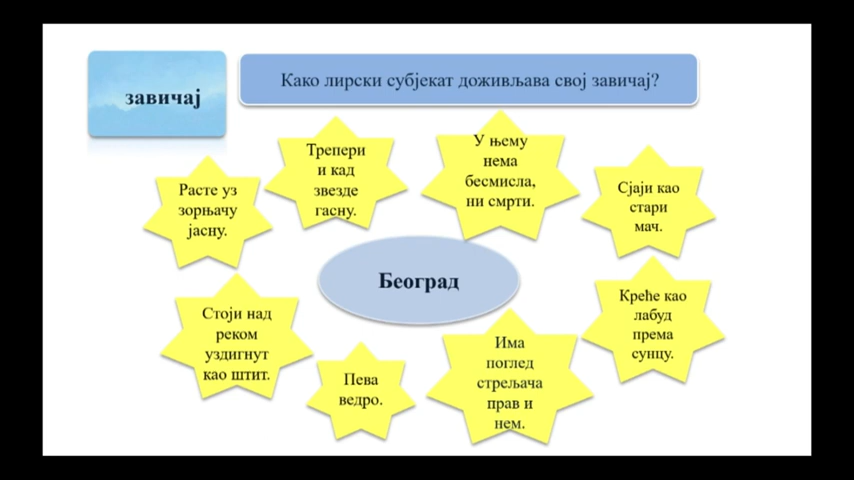 завичај
Како лирски субјекат доживљава свој завичај?
Трепери
и кад
звезде
гасну.
У њему
нема
бесмисла,
ни смрти.
Расте уз
зорњачу
јасну.
Сјаји као
стари
мач.
Београд
Стоји над
реком
уздигнут
као штит.
Креће као
лабуд
према
сунцу.
Пева
ведро.
Има
поглед
стрељача
прав и
нем.